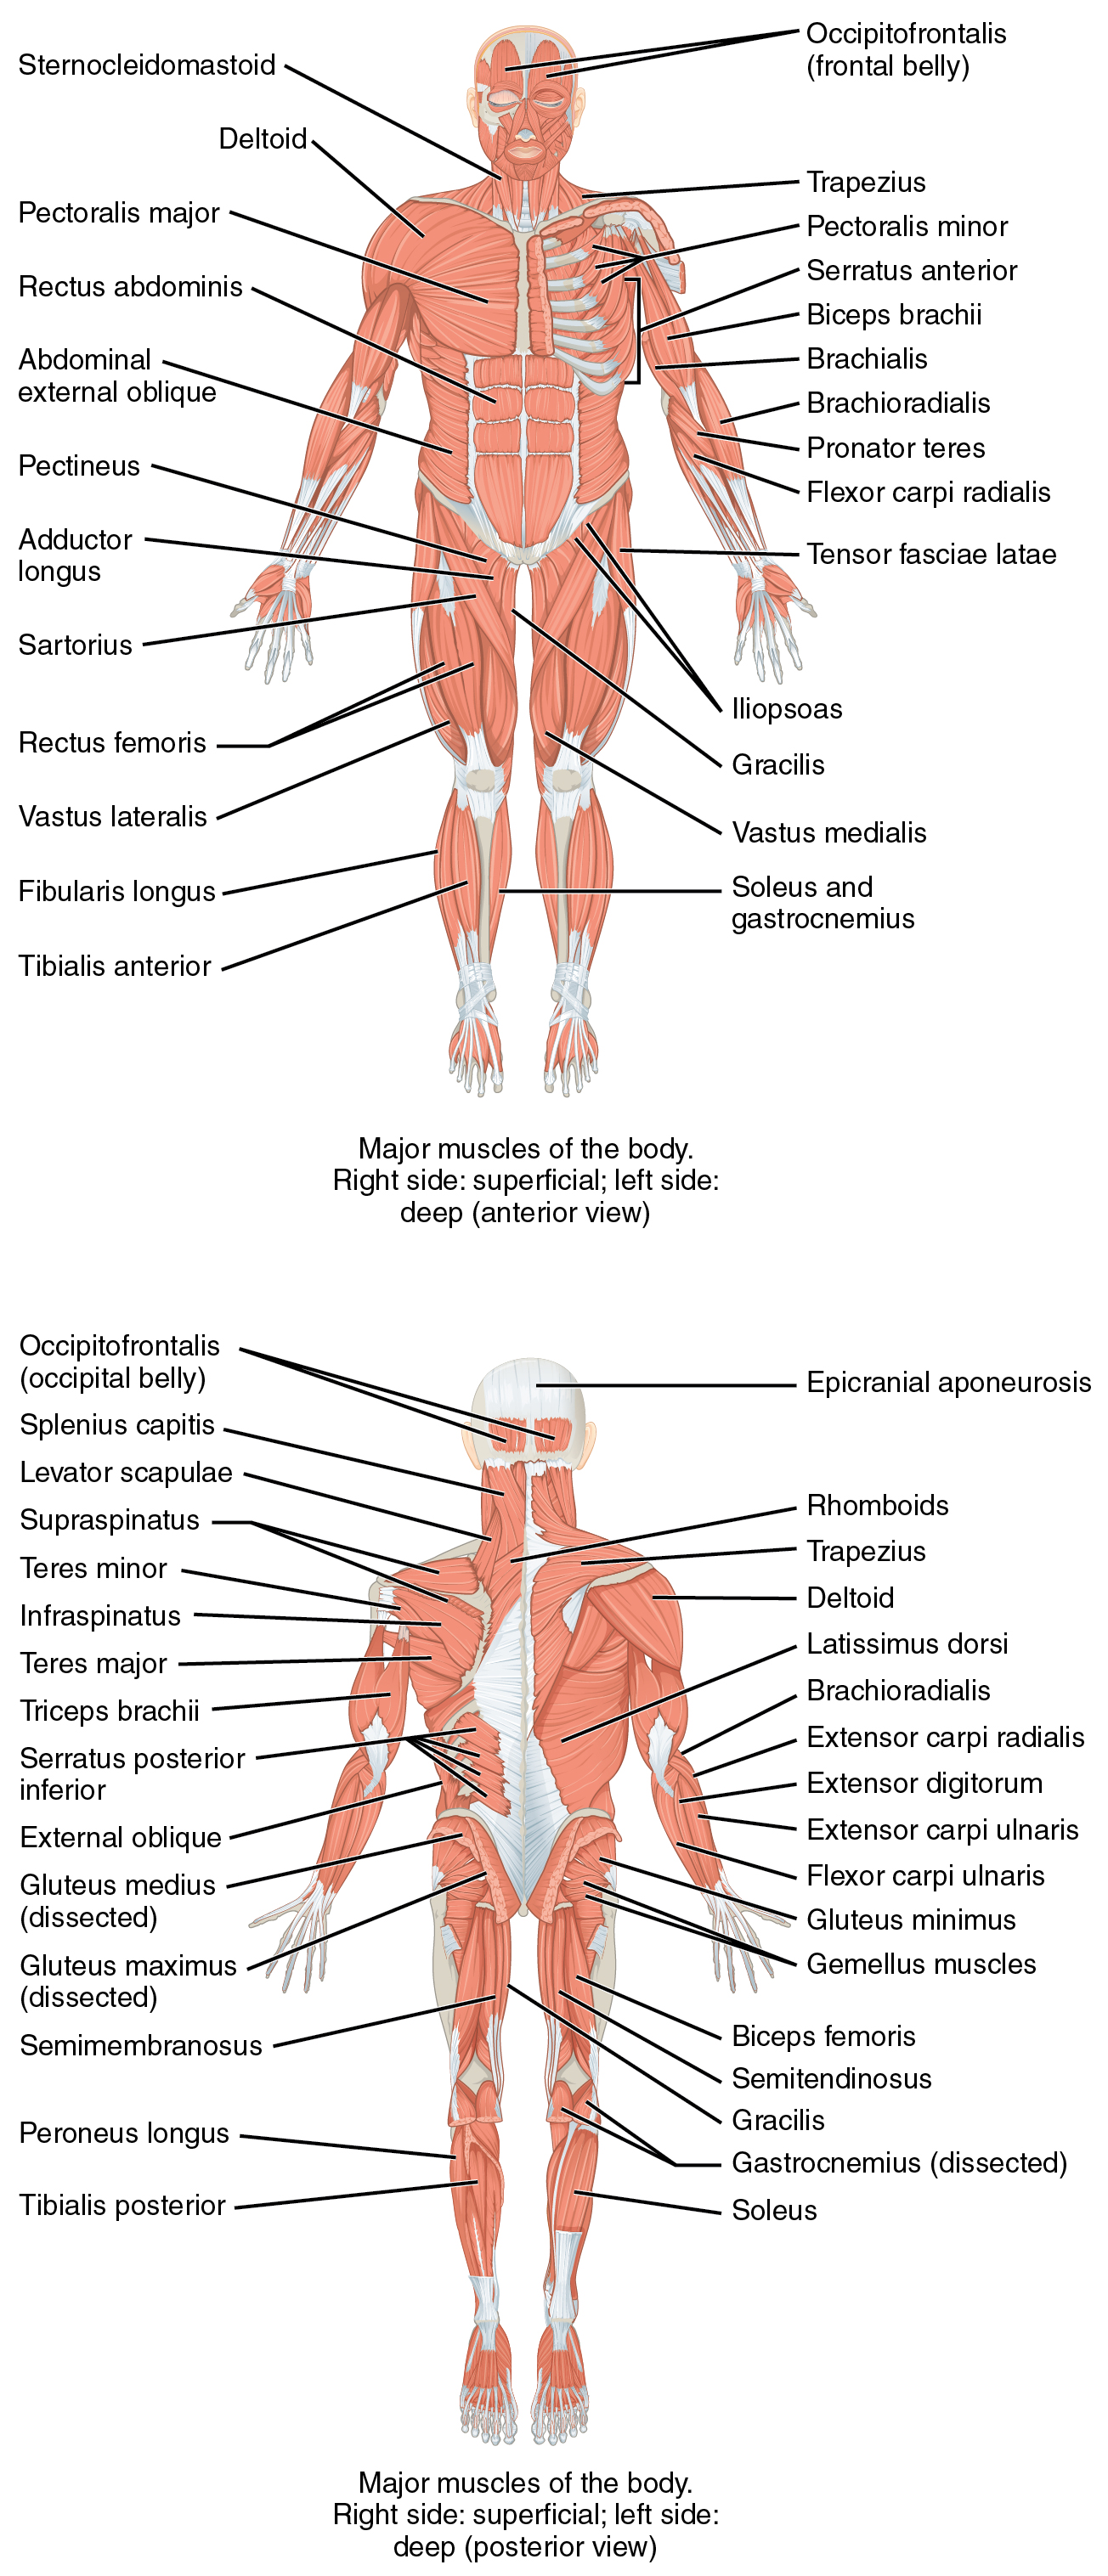 Sternocleidomastoid
Deltoid
Pectoralis major
Rectus abdominis
Abdominal
external oblique
Pectineus
Adductor
longus
Sartorius
Rectus femoris
Vastus lateralis
Fibularis longus
Tibialis anterior
Occipitofrontalis
(frontal belly)
Trapezius
Pectoralis minor
Serratus anterior
Biceps brachii
Brachialis
Brachioradialis
Pronator teres
Flexor carpi radialis
Tensor fasciae latae
Iliopsoas
Gracilis
Vastus medialis
Soleus and
gastrocnemius
Major muscles of the body.
Right side: superficial; left side:
deep (anterior view)
Occipitofrontalis
(occipital belly)
Splenius capitis
Levator scapulae
Supraspinatus
Teres minor
Infraspinatus
Teres major
Triceps brachii
Serratus posterior
inferior
External oblique
Gluteus medius
(dissected)
Gluteus maximus
(dissected)
Semimembranosus
Peroneus longus
Tibialis posterior
Epicranial aponeurosis
Rhomboids
Trapezius
Deltoid
Latissimus dorsi
Brachioradialis
Extensor carpi radialis
Extensor digitorum
Extensor carpi ulnaris
Flexor carpi ulnaris
Gluteus minimus
Gemellus muscles
Biceps femoris
Semitendinosus
Gracilis
Gastrocnemius (dissected)
Soleus
Major muscles of the body.
Right side: superficial; left side:
deep (posterior view)